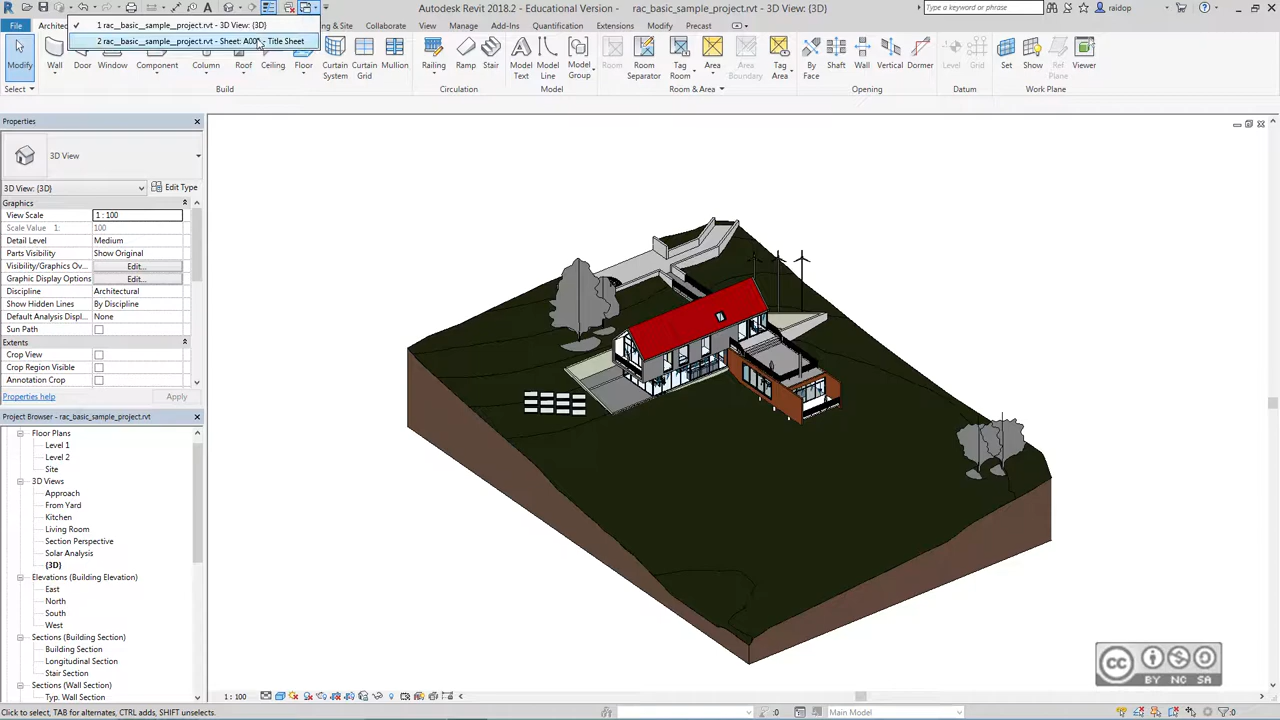 Autodesk Revit 2018.2 - Educational Version - rac_basic_sample_project.rvt - 3D View: {3D}
Type a keyword or phrase
raidop
1 rac_basic__sample_project.rvt - 3D View: {3D}
2 rac_basic_sample_project.rvt - Sheet: A00 - Title Sheet
File
Architec
Quantification
Site
Collaborate
View
Manage
Add-Ins
Extensions
Modify
Modify
Wall
Door
Window
Component
Column
Roof
Ceiling
Floor
Curtain System
Curtain Grid
Mullion
Railing
Ramp
Stair
Model Text
Model Line
Model Group
Room
Room Separator
Tag Room
Area
Area Boundary
Tag Area
By Face
Shaft
Wall
Vertical
Dormer
Level
Grid
Set
Show
Ref Plane
Viewer
Select
Build
Circulation
Model
Room & Area
Opening
Datum
Work Plane
Properties
3D View
3D View: {3D}
Edit Type
Graphics
View Scale 1 : 100
Scale Value 1: 100
Detail Level Medium
Parts Visibility Show Original
Visibility/Graphics Ov... Edit...
Graphic Display Options Edit...
Discipline Architectural
Show Hidden Lines By Discipline
Default Analysis Displ... None
Sun Path
Extents
Crop View
Crop Region Visible
Annotation Crop
Properties help
Apply
Project Browser - rac_basic_sample_project.rvt
Floor Plans
Level 1
Level 2
Site
3D Views
Approach
From Yard
Kitchen
Living Room
Section Perspective
Solar Analysis
{3D}
Elevations (Building Elevation)
East
North
South
West
Sections (Building Section)
Building Section
Longitudinal Section
Stair Section
Sections (Wall Section)
Typ. Wall Section
1 : 100
Click to select, TAB for alternates, CTRL adds, SHIFT unselects.
:0
Main Model
:0
CC
BY NC SA